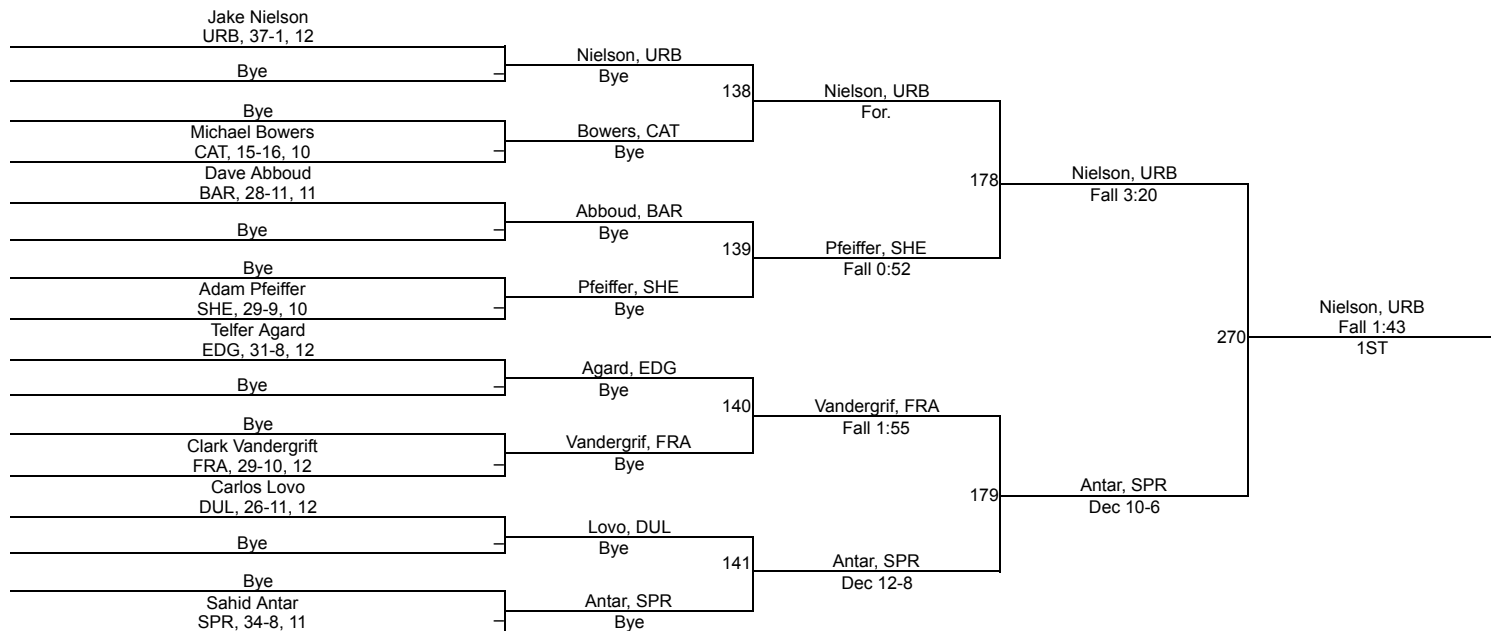 Jake Nielson
URB, 37-1, 12
Bye
Bye
Michael Bowers
CAT, 15-16, 10
Dave Abboud
BAR, 28-11, 11
Bye
Bye
Adam Pfeiffer
SHE, 29-9, 10
Telfer Agard
EDG, 31-8, 12
Bye
Bye
Clark Vandergrift
FRA, 29-10, 12
Carlos Lovo
DUL, 26-11, 12
Bye
Bye
Sahid Antar
SPR, 34-8, 11
Nielson, URB
Bye
138
Bowers, CAT
Bye
Abboud, BAR
Bye
139
Pfeiffer, SHE
Bye
Agard, EDG
Bye
140
Vandergrif, FRA
Bye
Lovo, DUL
Bye
141
Antar, SPR
Bye
Nielson, URB
For.
178
Pfeiffer, SHE
Fall 0:52
Vandergrif, FRA
Fall 1:55
179
Antar, SPR
Dec 12-8
Nielson, URB
Fall 3:20
270
Antar, SPR
Dec 10-6
Nielson, URB
Fall 1:43
1ST